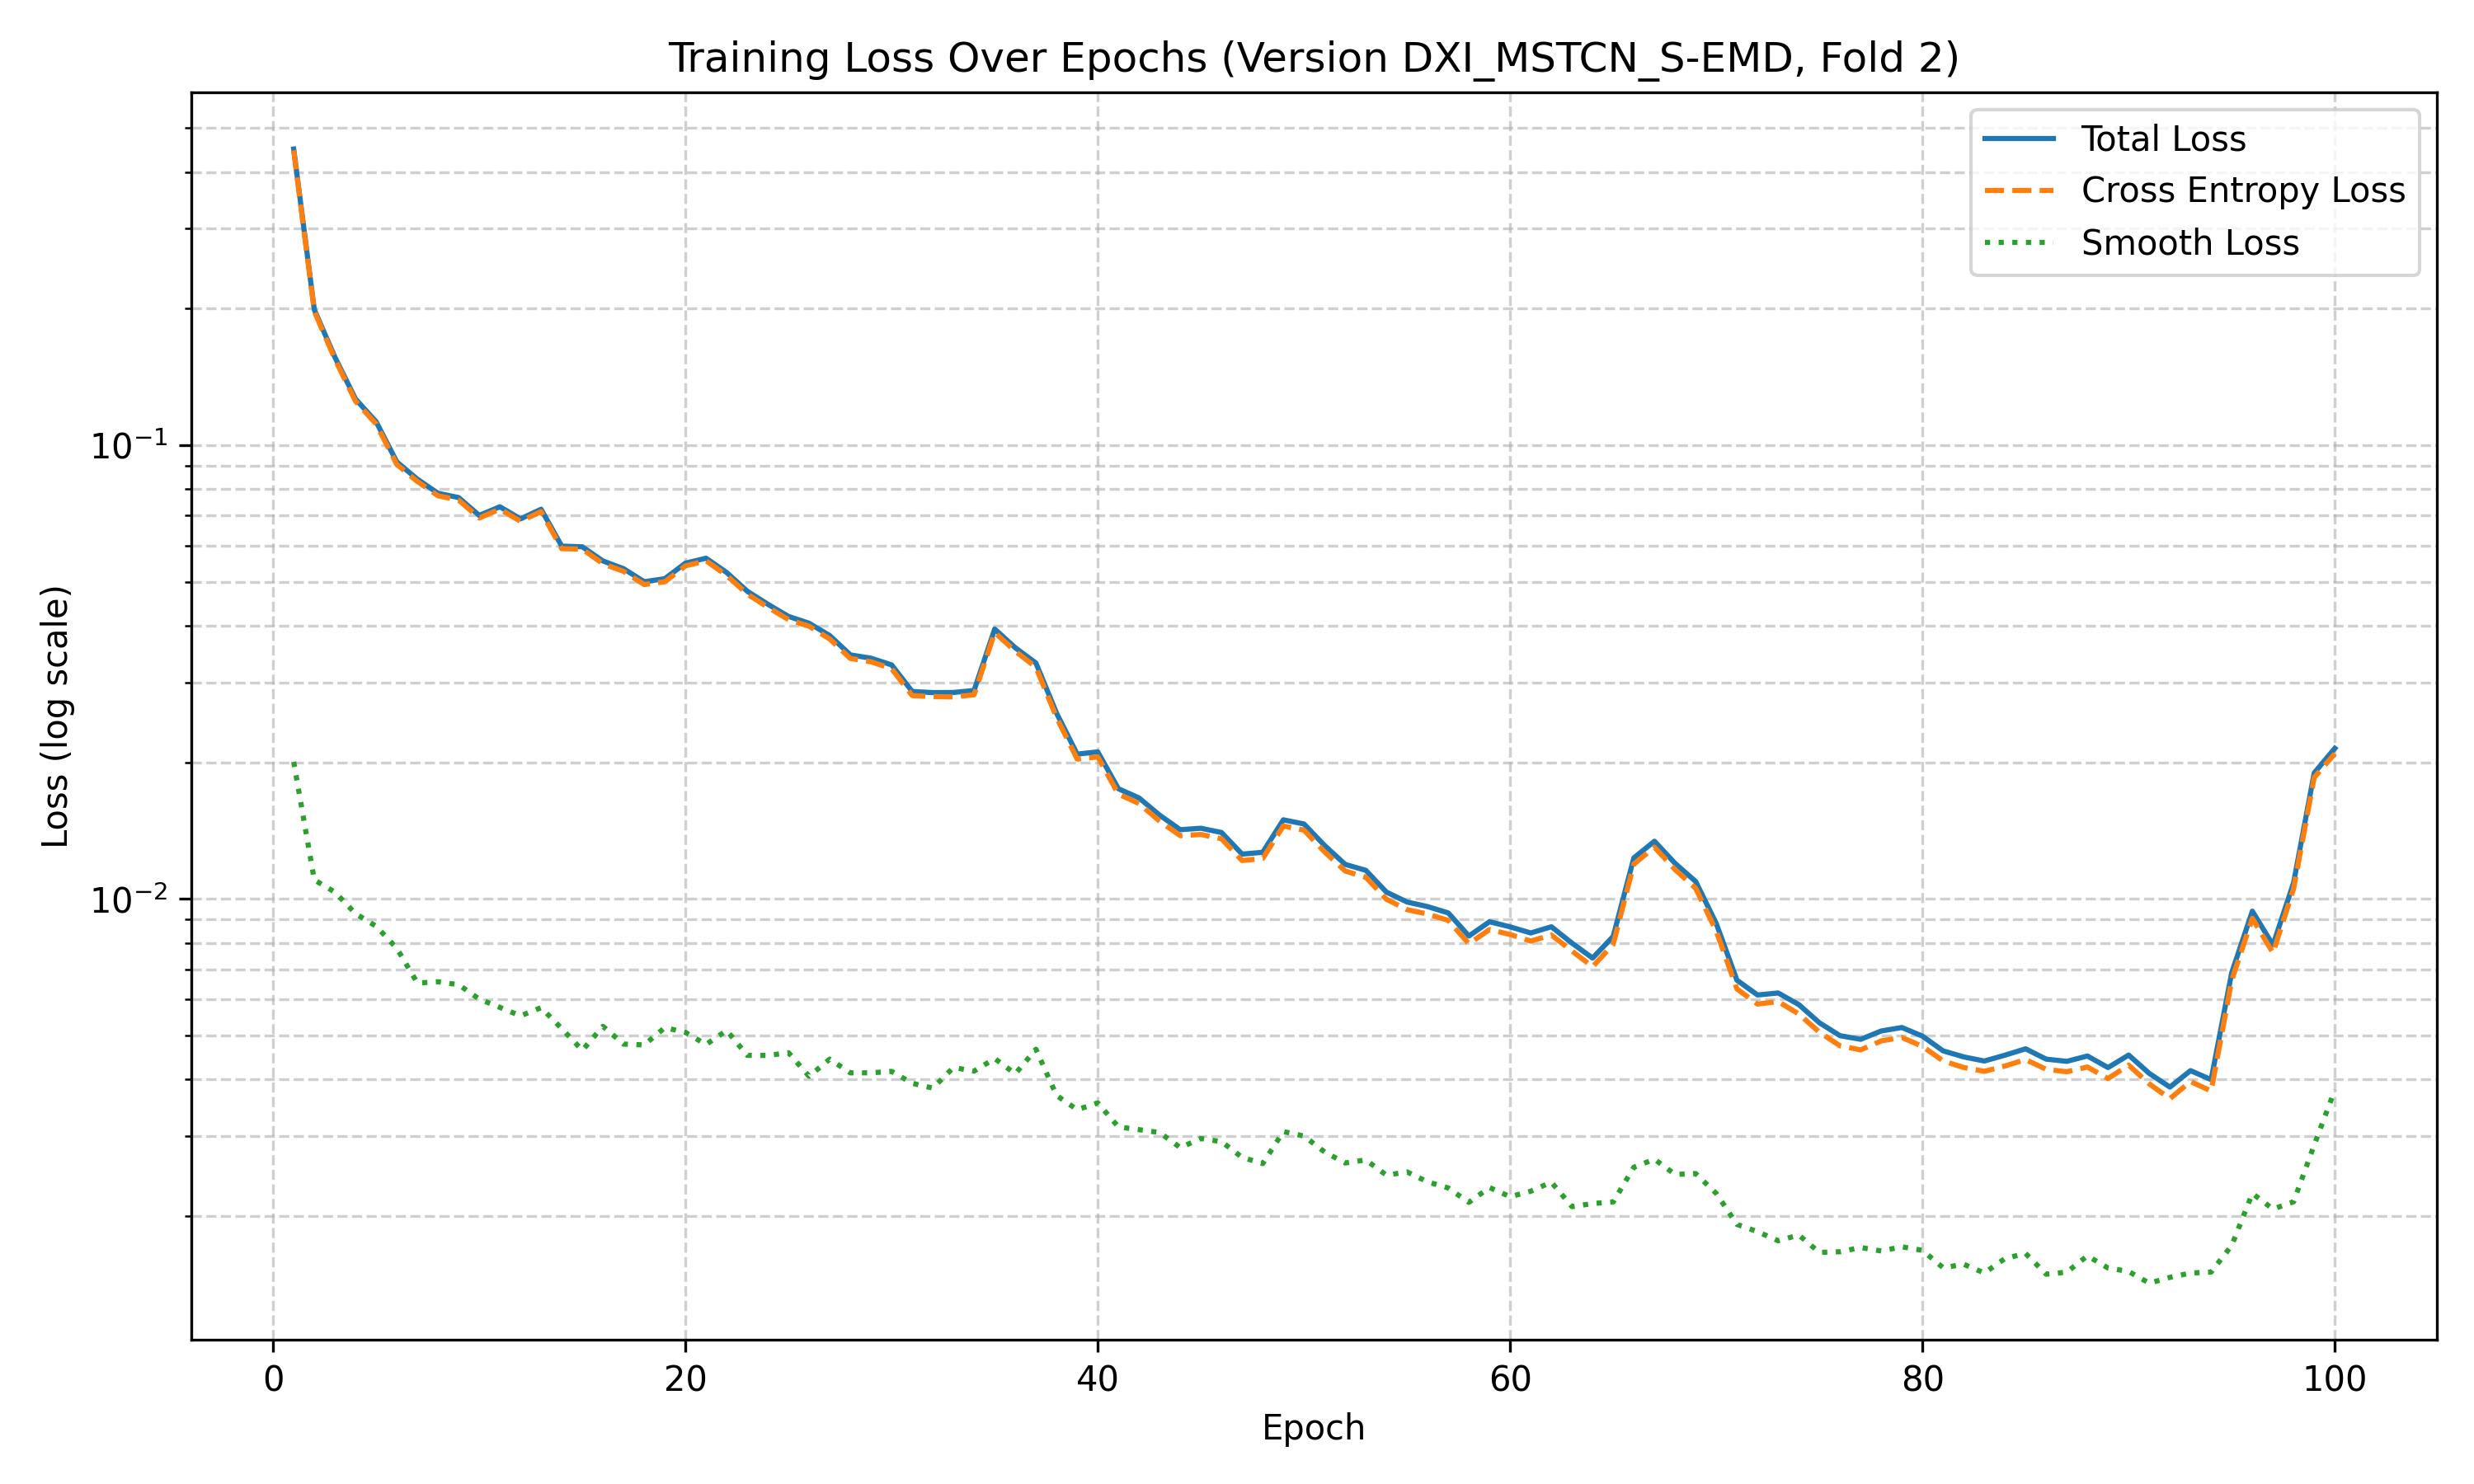 Training Loss Over Epochs (Version DXI_MSTCN_S-EMD, Fold 2)
Total Loss
Cross Entropy Loss
Smooth Loss
Loss (log scale)
10⁻¹
10⁻²
0 20 40 60 80 100
Epoch